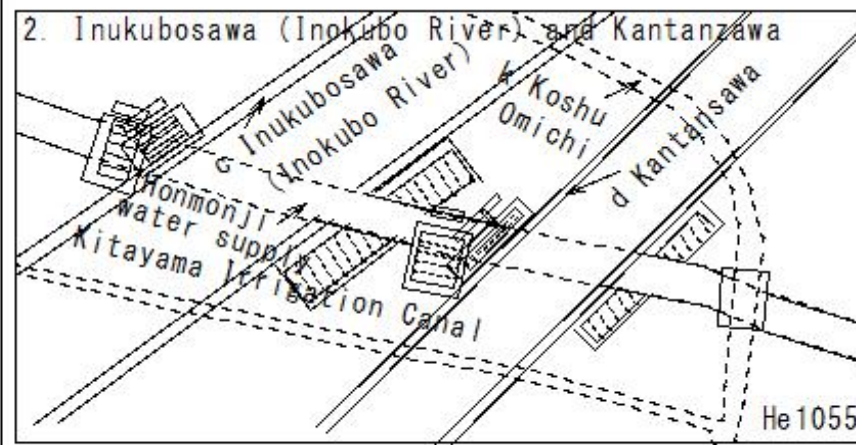 2. Inukubosawa (Inokubo River) and Kantanzawa
c Inukubosawa
(Inokubo River)
k Koshu
Omichi
d Kantansawa
Honmonji
water supply
Kitayama Irrigation Canal
He1055